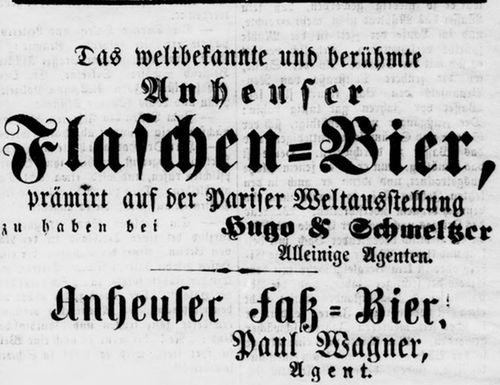 Das weltbekannte und berühmte
Anheuser
Flaschen=Bier,
prämirt auf der Pariser Weltausstellung
zu haben bei Hugo & Schmeltzer
Alleinige Agenten.
Anheuser Faß=Bier,
Paul Wagner,
Agent.